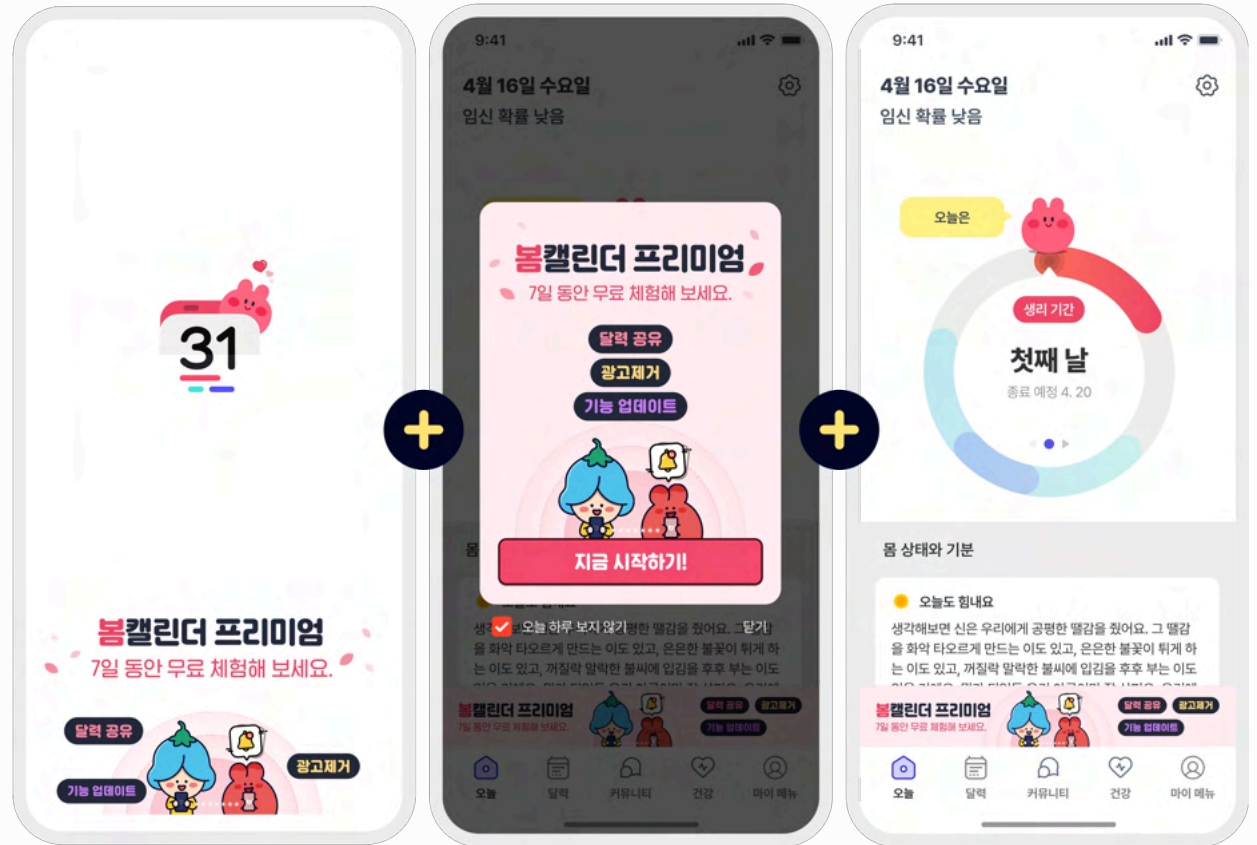 31
봄캘린더 프리미엄
7일 동안 무료 체험해 보세요.
달력 공유
광고제거
기능 업데이트
9:41
4월 16일 수요일
임신 확률 낮음
봄캘린더 프리미엄
7일 동안 무료 체험해 보세요.
달력 공유
광고제거
기능 업데이트
지금 시작하기!
오늘 하루 보지 않기
닫기
봄캘린더 프리미엄
7일 동안 무료 체험해 보세요.
달력 공유
광고제거
기능 업데이트
오늘
달력
커뮤니티
건강
마이 메뉴
9:41
4월 16일 수요일
임신 확률 낮음
오늘은
생리 기간
첫째 날
종료 예정 4. 20
몸 상태와 기분
오늘도 힘내요
생각해보면 신은 우리에게 공평한 땔감을 줬어요. 그 땔감
을 화악 타오르게 만드는 이도 있고, 은은한 불꽃이 튀게 하
는 이도 있고, 꺼질락 말락한 불씨에 입김을 후후 부는 이도
봄캘린더 프리미엄
7일 동안 무료 체험해 보세요.
달력 공유
광고제거
기능 업데이트
오늘
달력
커뮤니티
건강
마이 메뉴